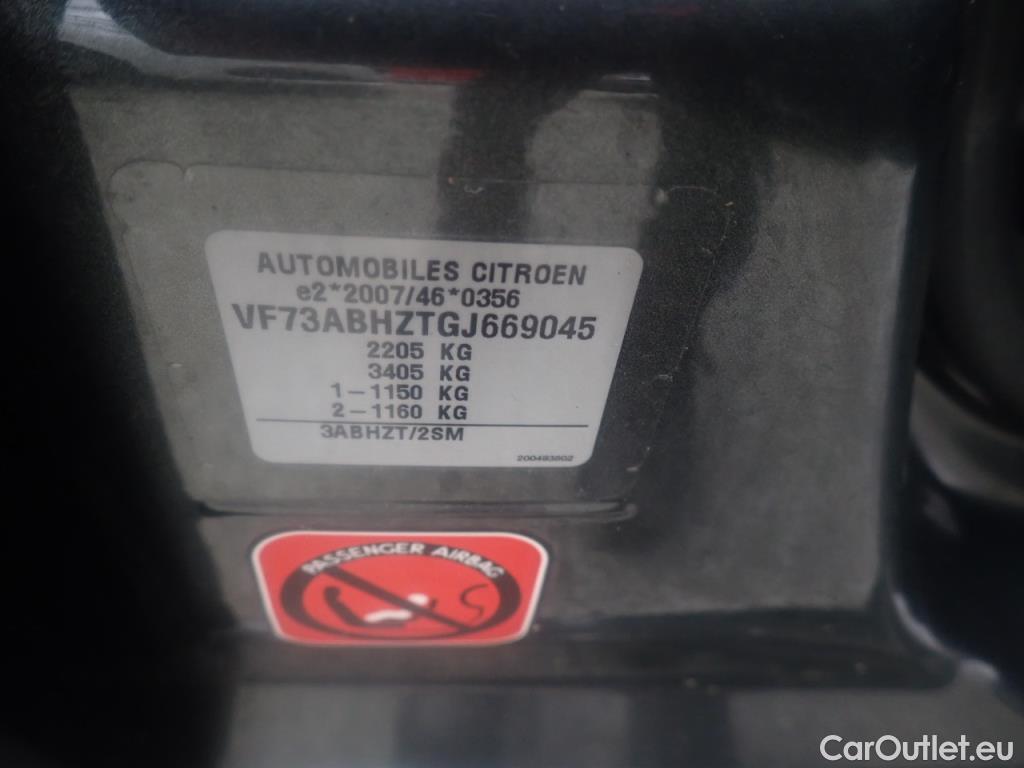 AUTOMOBILES CITROEN
e2*2007/46*0356
VF73ABHZTGJ669045
2205 KG
3405 KG
1-1150 KG
2-1160 KG
3ABHZT/2SM
200483802
PASSENGER AIRBAG
CarOutlet.eu